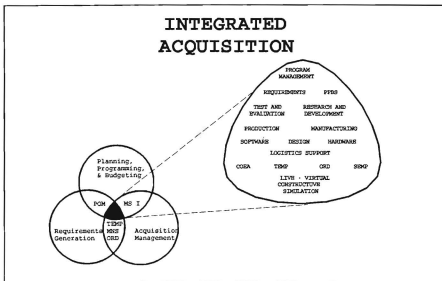 INTEGRATED
ACQUISITION
PROGRAM
MANAGEMENT
REQUIREMENTS PPBS
TEST AND
EVALUATION
RESEARCH AND
DEVELOPMENT
PRODUCTION MANUFACTURING
SOFTWARE DESIGN HARDWARE
LOGISTICS SUPPORT
COEA TEMP ORD SEMP
LIVE - VIRTUAL
CONSTRUCTIVE
SIMULATION
Planning,
Programming,
& Budgeting
POM
MS I
TEMP
MNS
ORD
Requirements
Generation
Acquisition
Management